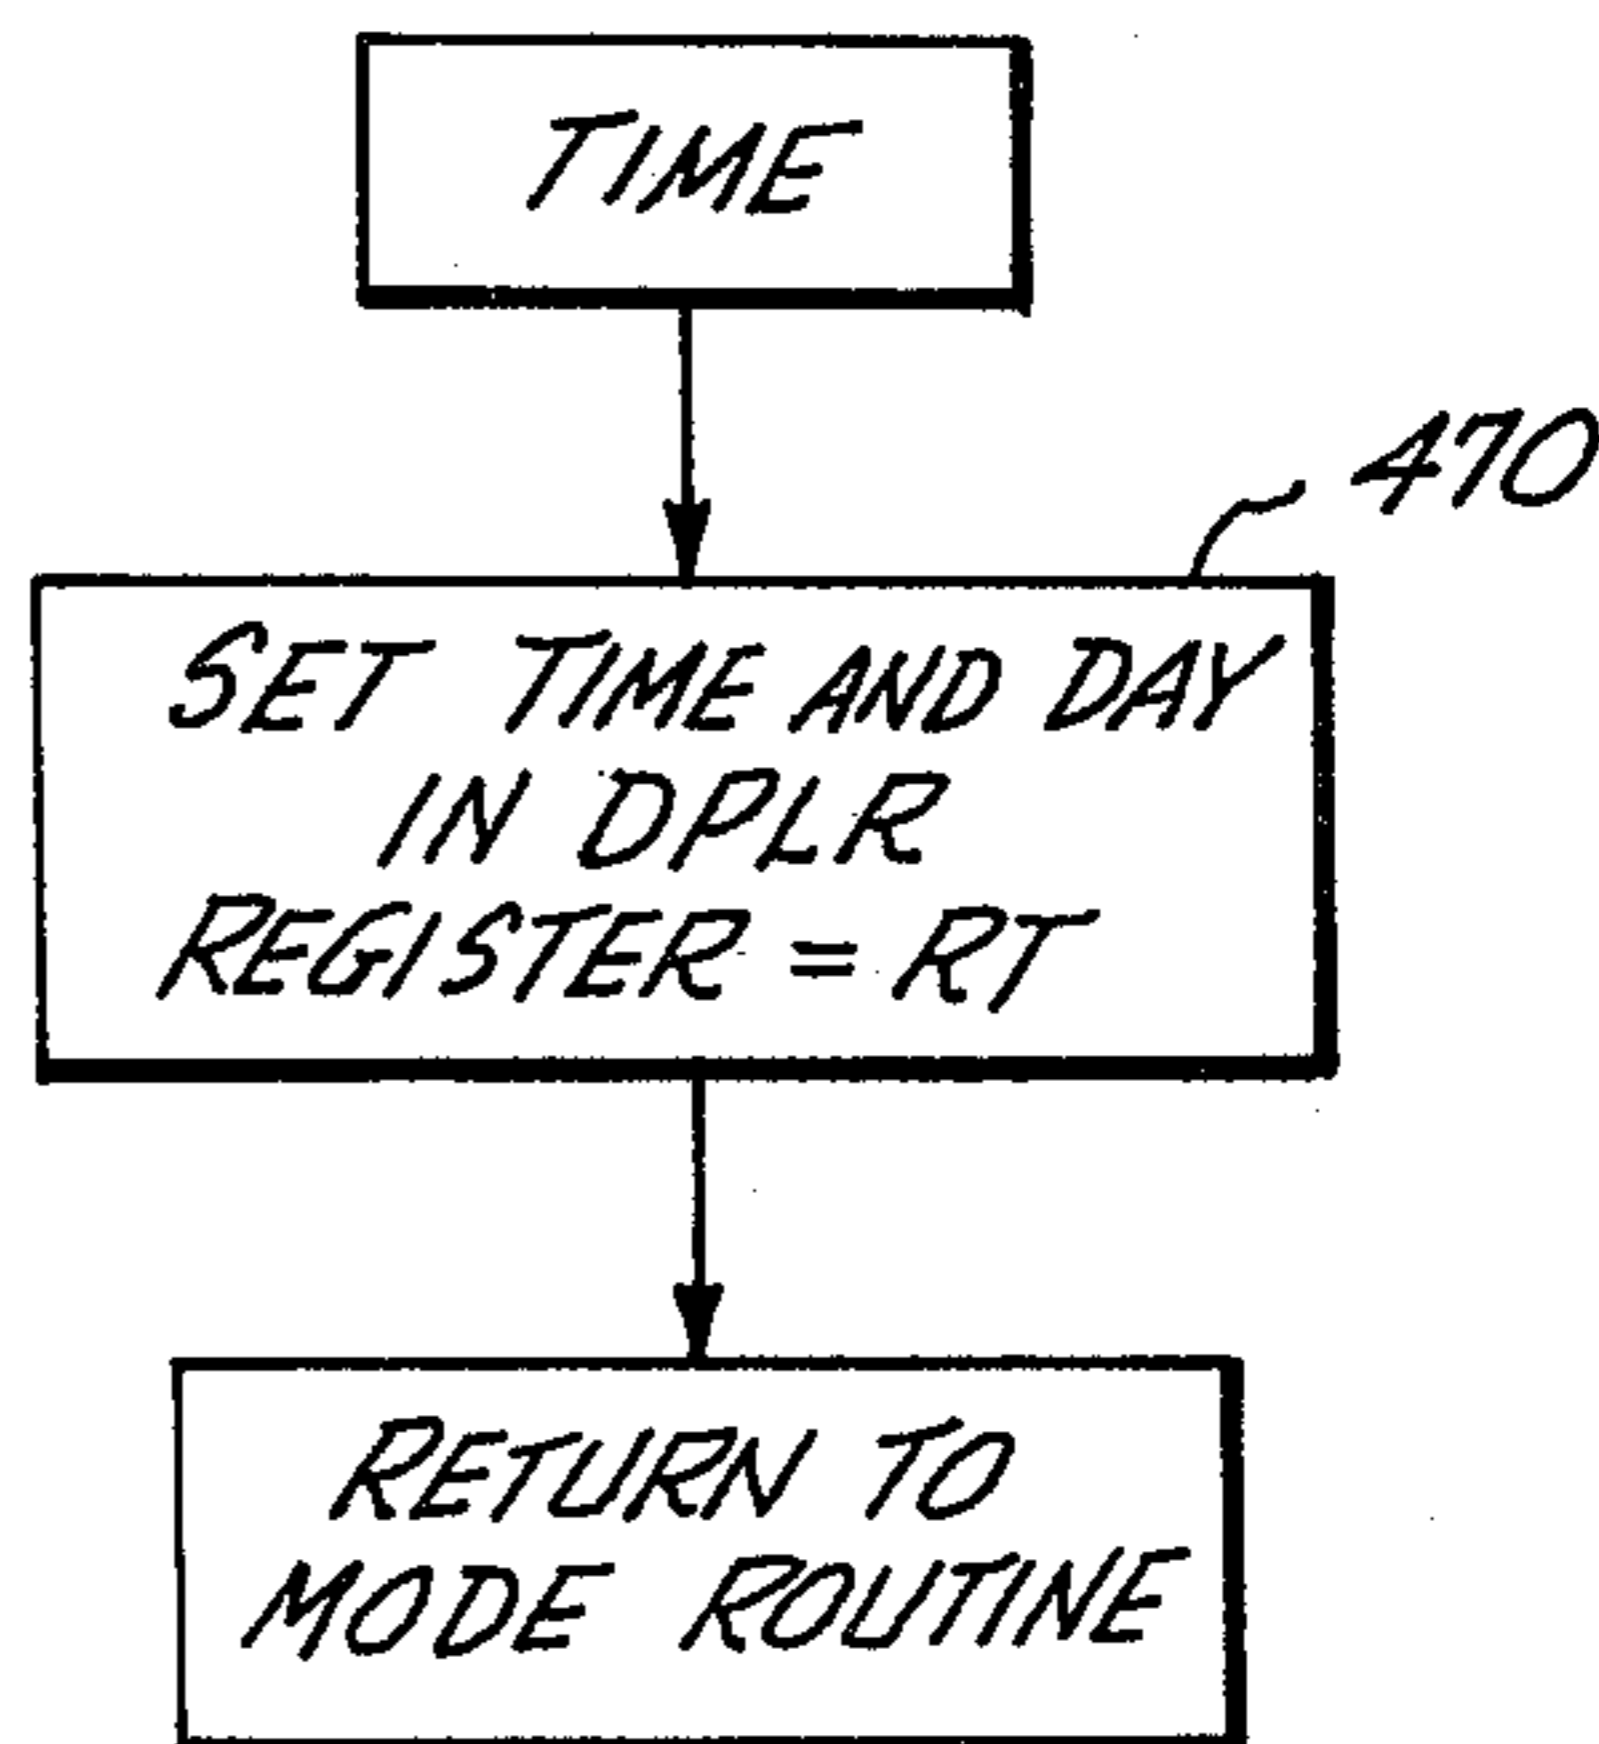 TIME
470
SET TIME AND DAY
IN DPLR
REGISTER = RT
RETURN TO
MODE ROUTINE